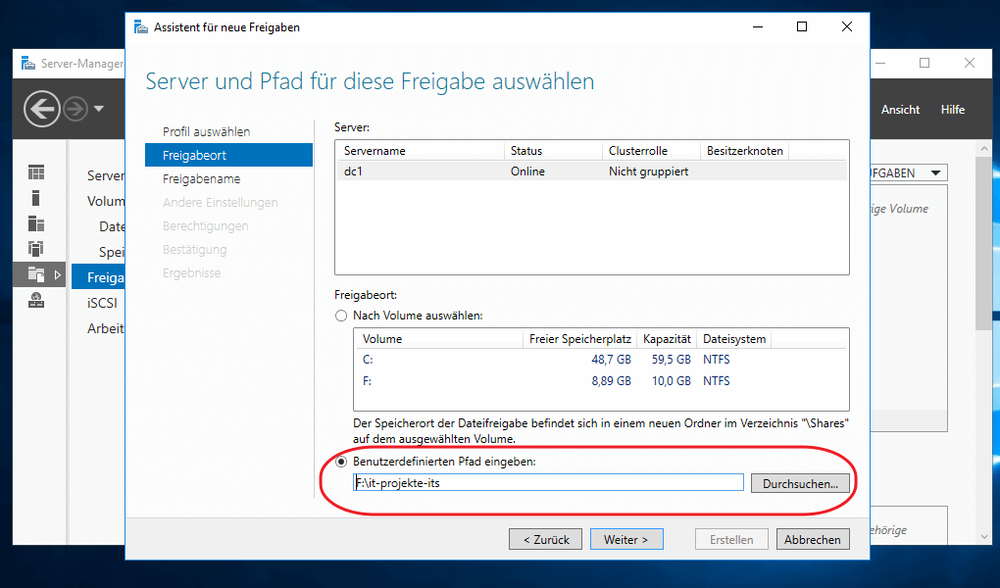 Assistent für neue Freigaben
Server-Manager
Server und Pfad für diese Freigabe auswählen
Ansicht Hilfe
Profil auswählen
Freigabeort
Freigabename
Andere Einstellungen
Berechtigungen
Bestätigung
Ergebnisse
Server
Volum
Date
Spei
Freiga
iSCSI
Arbeit
Server:
Servername Status Clusterrolle Besitzerknoten
dc1 Online Nicht gruppiert
Freigabeort:
Nach Volume auswählen:
Volume Freier Speicherplatz Kapazität Dateisystem
C: 48,7 GB 59,5 GB NTFS
F: 8,89 GB 10,0 GB NTFS
Der Speicherort der Dateifreigabe befindet sich in einem neuen Ordner im Verzeichnis "\Shares"
auf dem ausgewählten Volume.
Benutzerdefinierten Pfad eingeben:
F:\it-projekte-its
Durchsuchen...
< Zurück Weiter > Erstellen Abbrechen
FGABEN
ige Volume
ehörige